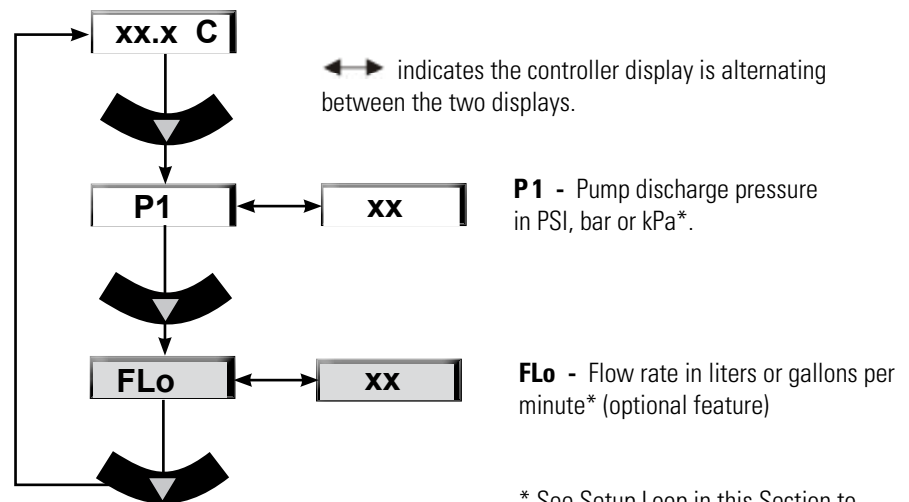 xx.x C
indicates the controller display is alternating
between the two displays.
P1
xx
P1 - Pump discharge pressure
in PSI, bar or kPa*.
FLo
xx
FLo - Flow rate in liters or gallons per
minute* (optional feature)
* See Setup Loop in this Section to